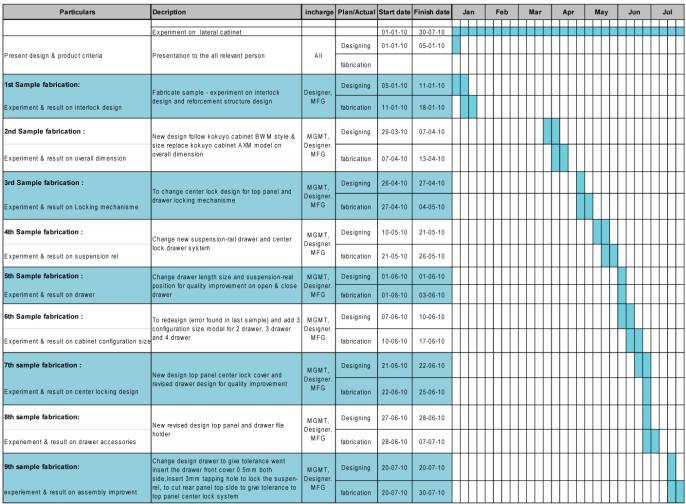 Particulars Decription incharge Plan/Actual Start date Finish date Jan Feb Mar Apr May Jun Jul
Experiment on lateral cabinet 01-01-10 30-07-10
Present design & product criteria Presentation to the all relevant person All Designing 01-01-10 05-01-10
fabrication
1st Sample fabrication:
Experiment & result on interlock design
Fabricate sample - experiment on interlock
design and reforcement structure design
Designer.
MFG
Designing 05-01-10 11-01-10
fabrication 11-01-10 18-01-10
2nd Sample fabrication :
Experiment & result on overall dimension
New design follow kokuyo cabinet BWM style &
size replace kokuyo cabinet AXM model on
overall dimension
MGMT,
Designer.
MFG
Designing 29-03-10 07-04-10
fabrication 07-04-10 13-04-10
3rd Sample fabrication :
Experiment & result on Locking mechanisme
To change center lock design for top panel and
drawer locking mechanisme
MGMT,
Designer.
MFG
Designing 26-04-10 27-04-10
fabrication 27-04-10 04-05-10
4th Sample fabrication :
Experiment & result on suspension rel
Change new suspension-rail drawer and center
lock drawer system
MGMT,
Designer.
MFG
Designing 10-05-10 21-05-10
fabrication 21-05-10 26-05-10
5th Sample fabrication :
Experiment & result on drawer
Change drawer length size and suspension-real
position for quality improvement on open & close
drawer
MGMT,
Designer.
MFG
Designing 01-06-10 01-06-10
fabrication 01-06-10 03-06-10
6th Sample fabrication :
Experiment & result on cabinet configuration size
To redesign (error found in last sample) and add 3
configuration size modal for 2 drawer, 3 drawer
and 4 drawer
MGMT,
Designer.
MFG
Designing 07-06-10 10-06-10
fabrication 10-06-10 17-06-10
7th sample fabrication:
Experiment & result on center locking design
New design top panel center lock cover and
revised drawer design for quality improvement
MGMT,
Designer.
MFG
Designing 21-06-10 22-06-10
fabrication 22-06-10 25-06-10
8th sample fabrication:
Experiement & result on drawer accessories
New revised design top panel and drawer file
holder
MGMT,
Designer.
MFG
Designing 27-06-10 28-06-10
fabrication 28-06-10 07-07-10
9th sample fabrication:
experiement & result on assembly improvent
Change design drawer to give tolerance went
Insert the drawer front cover 0.5mm both
side,insert 3mm tapping hole to lock the suspen-
rel, to cut rear panel top side to give tolerance to
top panel center lock system
MGMT,
Designer.
MFG
Designing 20-07-10 20-07-10
fabrication 20-07-10 30-07-10